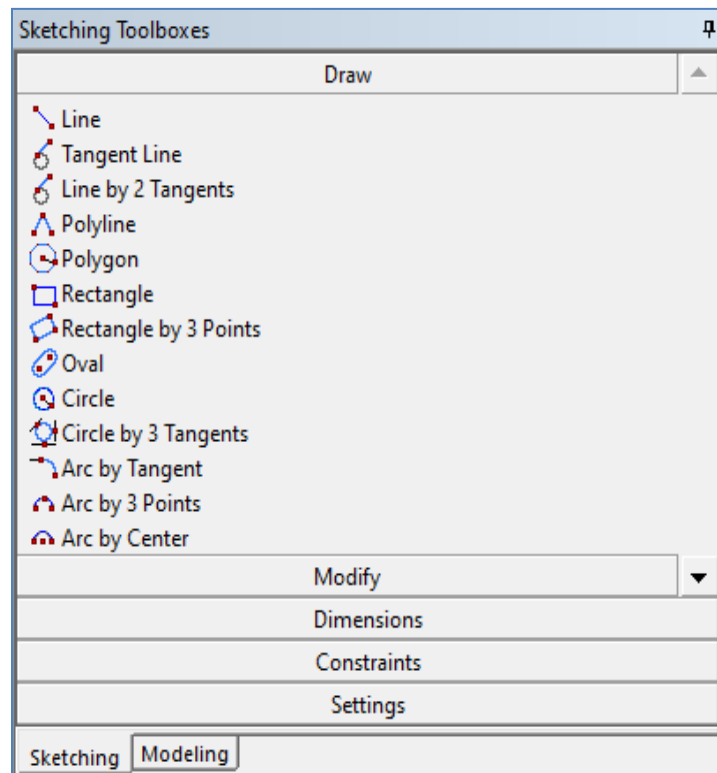 Sketching Toolboxes
Draw
Line
Tangent Line
Line by 2 Tangents
Polyline
Polygon
Rectangle
Rectangle by 3 Points
Oval
Circle
Circle by 3 Tangents
Arc by Tangent
Arc by 3 Points
Arc by Center
Modify
Dimensions
Constraints
Settings
Sketching Modeling